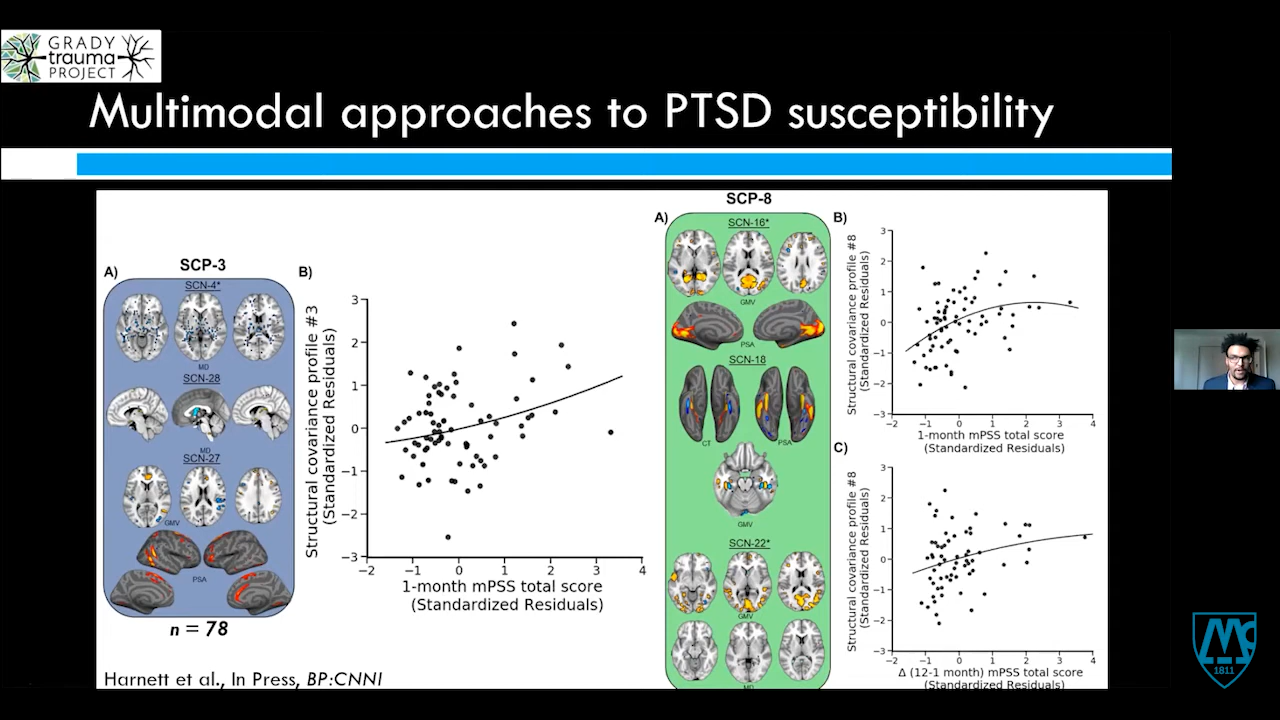 GRADY
trauma
PROJECT
Multimodal approaches to PTSD susceptibility
SCP-3
A)
SCN-4*
MD
SCN-28
MD
SCN-27
GMV
PSA
n = 78
B)
Structural covariance profile #3
(Standardized Residuals)
3
2
1
0
−1
−2
−3
−2
−1
0
1
2
3
4
1-month mPSS total score
(Standardized Residuals)
SCP-8
A)
SCN-16*
GMV
PSA
SCN-18
CT
PSA
GMV
SCN-22*
GMV
MD
B)
Structural covariance profile #8
(Standardized Residuals)
3
2
1
0
−1
−2
−3
−2
−1
0
1
2
3
4
1-month mPSS total score
(Standardized Residuals)
C)
Structural covariance profile #8
(Standardized Residuals)
3
2
1
0
−1
−2
−3
−2
−1
0
1
2
3
4
Δ (12-1 month) mPSS total score
(Standardized Residuals)
Harnett et al., In Press, BP:CNNI
1811